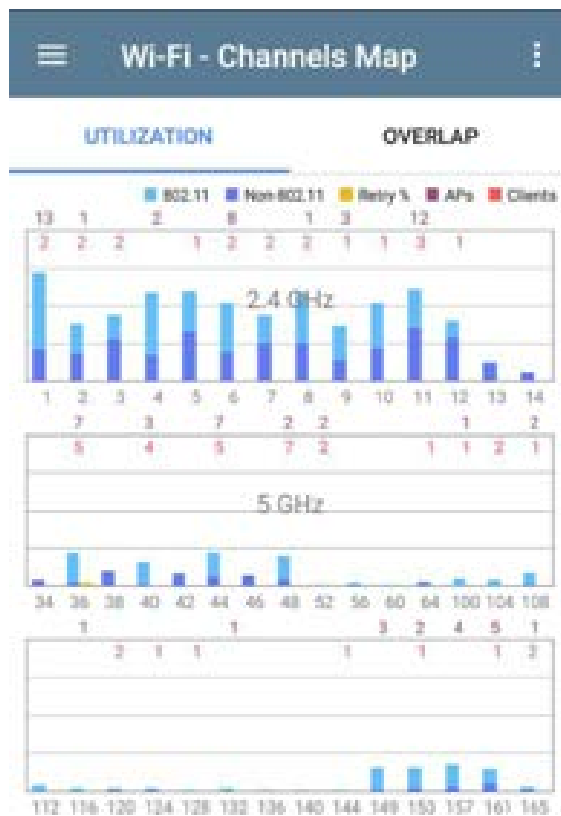 Wi-Fi - Channels Map
UTILIZATION OVERLAP
802.11 Non-802.11 Retry % APs Clients
13 1 2 8 1 3 12
2 2 2 1 2 2 2 1 1 3 1
2.4 GHz
1 2 3 4 5 6 7 8 9 10 11 12 13 14
7 3 7 2 2 1 2
5 4 5 7 2 1 1 2 1
5 GHz
34 36 38 40 42 44 46 48 52 56 60 64 100 104 108
1 1 3 2 4 5 1
2 1 1 1 1 1 2
112 116 120 124 128 132 136 140 144 149 153 157 161 165